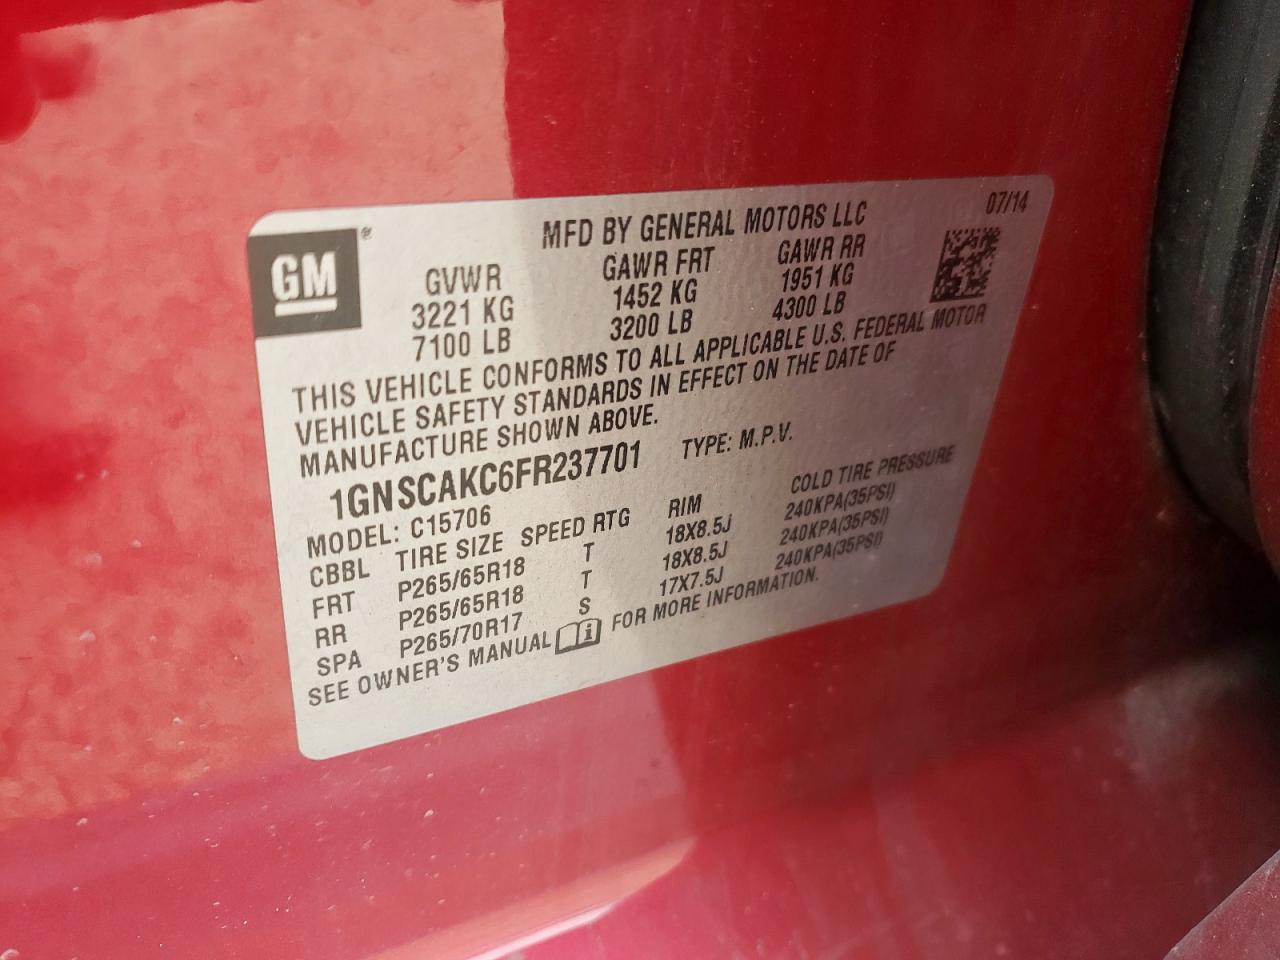 GM ®
MFD BY GENERAL MOTORS LLC 07/14
GVWR GAWR FRT GAWR RR
3221 KG 1452 KG 1951 KG
7100 LB 3200 LB 4300 LB
THIS VEHICLE CONFORMS TO ALL APPLICABLE U.S. FEDERAL MOTOR
VEHICLE SAFETY STANDARDS IN EFFECT ON THE DATE OF
MANUFACTURE SHOWN ABOVE.
1GNSCAKC6FR237701 TYPE: M.P.V.
MODEL: C15706
CBBL TIRE SIZE SPEED RTG RIM COLD TIRE PRESSURE
FRT P265/65R18 T 18X8.5J 240KPA(35PSI)
RR P265/65R18 T 18X8.5J 240KPA(35PSI)
SPA P265/70R17 S 17X7.5J 240KPA(35PSI)
SEE OWNER'S MANUAL i FOR MORE INFORMATION.